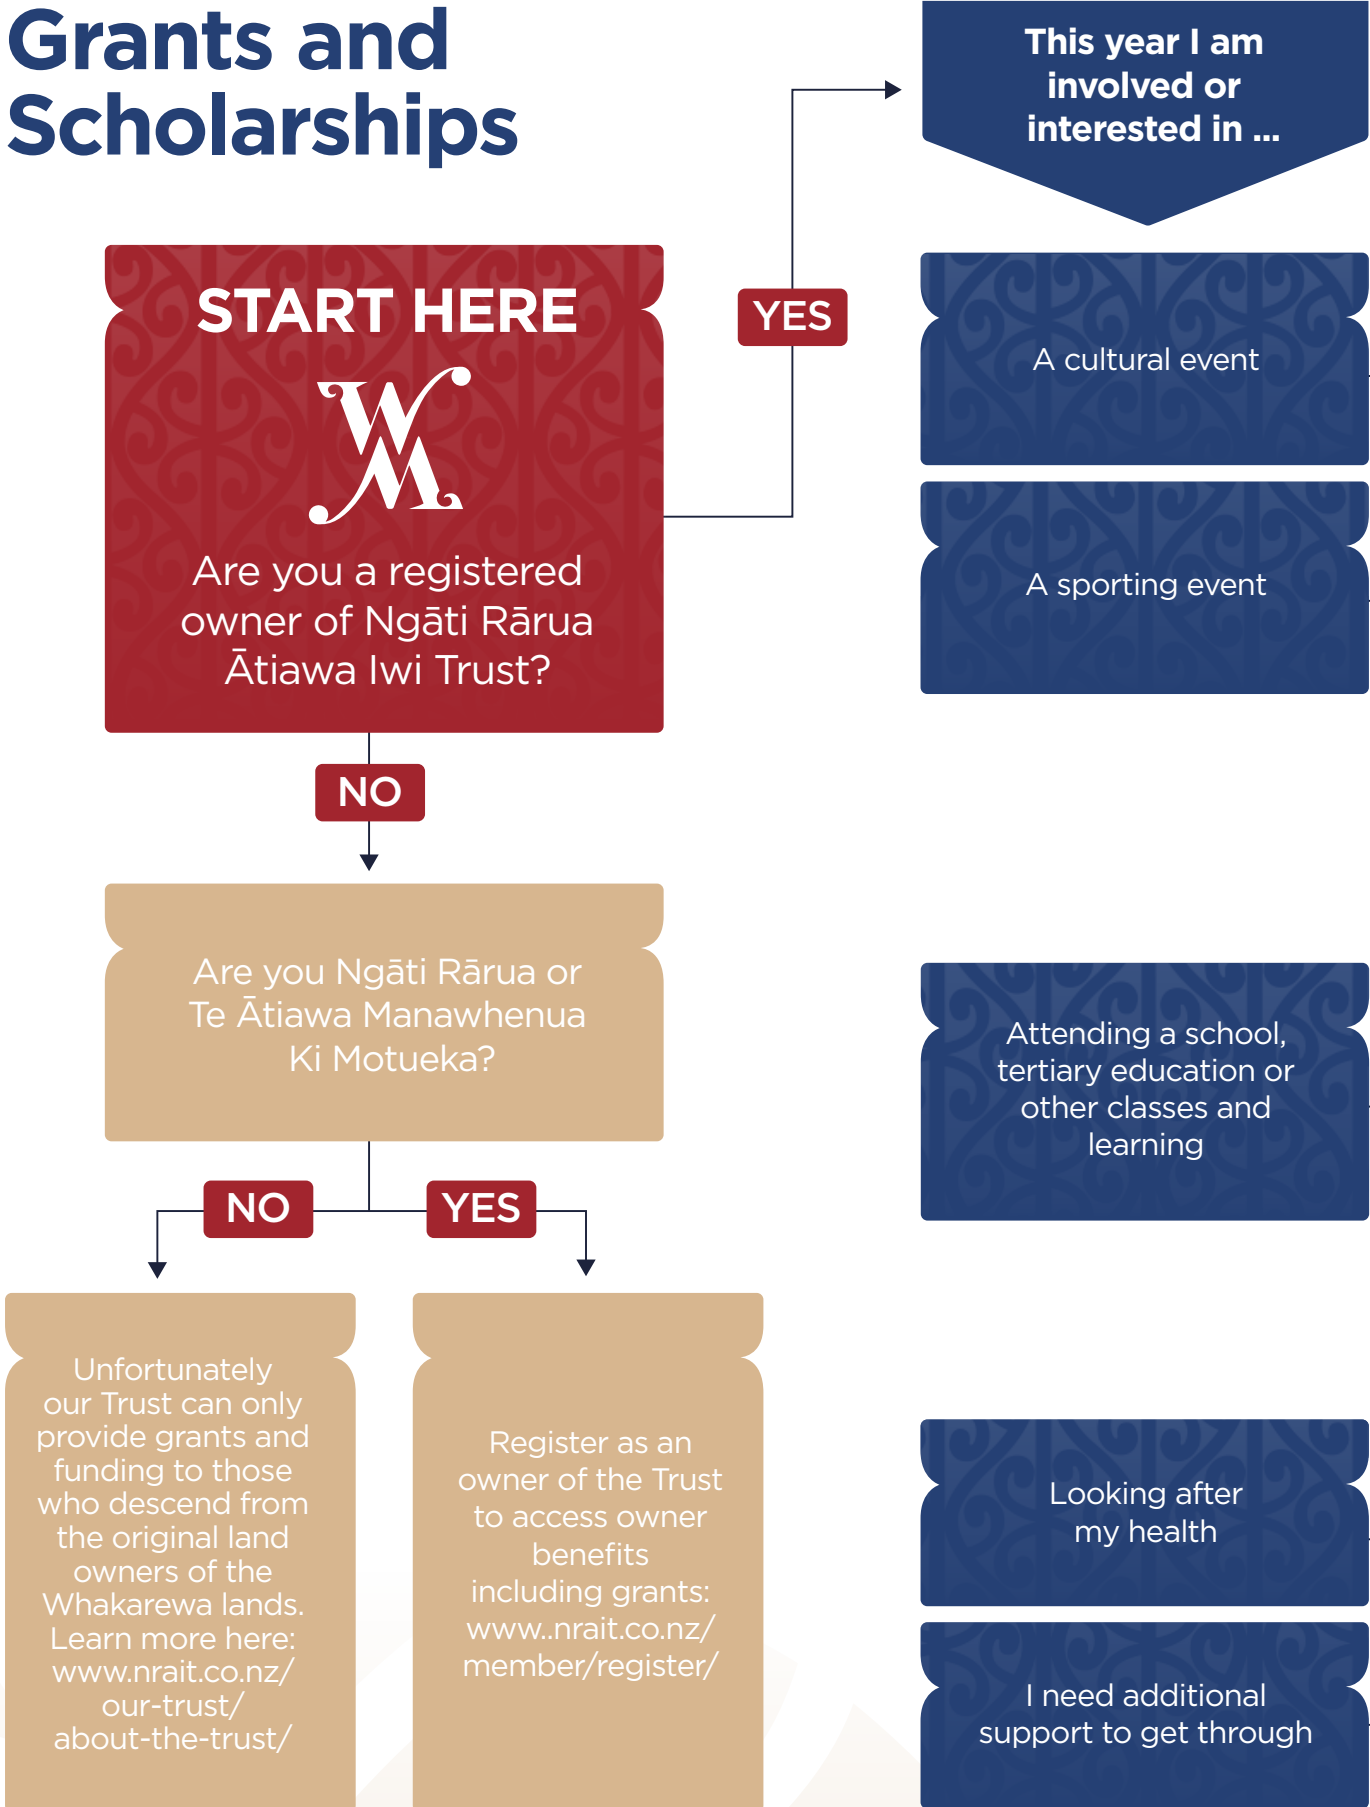 Grants and
Scholarships
START HERE
WM
Are you a registered
owner of Ngāti Rārua
Ātiawa Iwi Trust?
YES
NO
Are you Ngāti Rārua or
Te Ātiawa Manawhenua
Ki Motueka?
NO
YES
Unfortunately
our Trust can only
provide grants and
funding to those
who descend from
the original land
owners of the
Whakarewa lands.
Learn more here:
www.nrait.co.nz/
our-trust/
about-the-trust/
Register as an
owner of the Trust
to access owner
benefits
including grants:
www..nrait.co.nz/
member/register/
This year I am
involved or
interested in ...
A cultural event
A sporting event
Attending a school,
tertiary education or
other classes and
learning
Looking after
my health
I need additional
support to get through